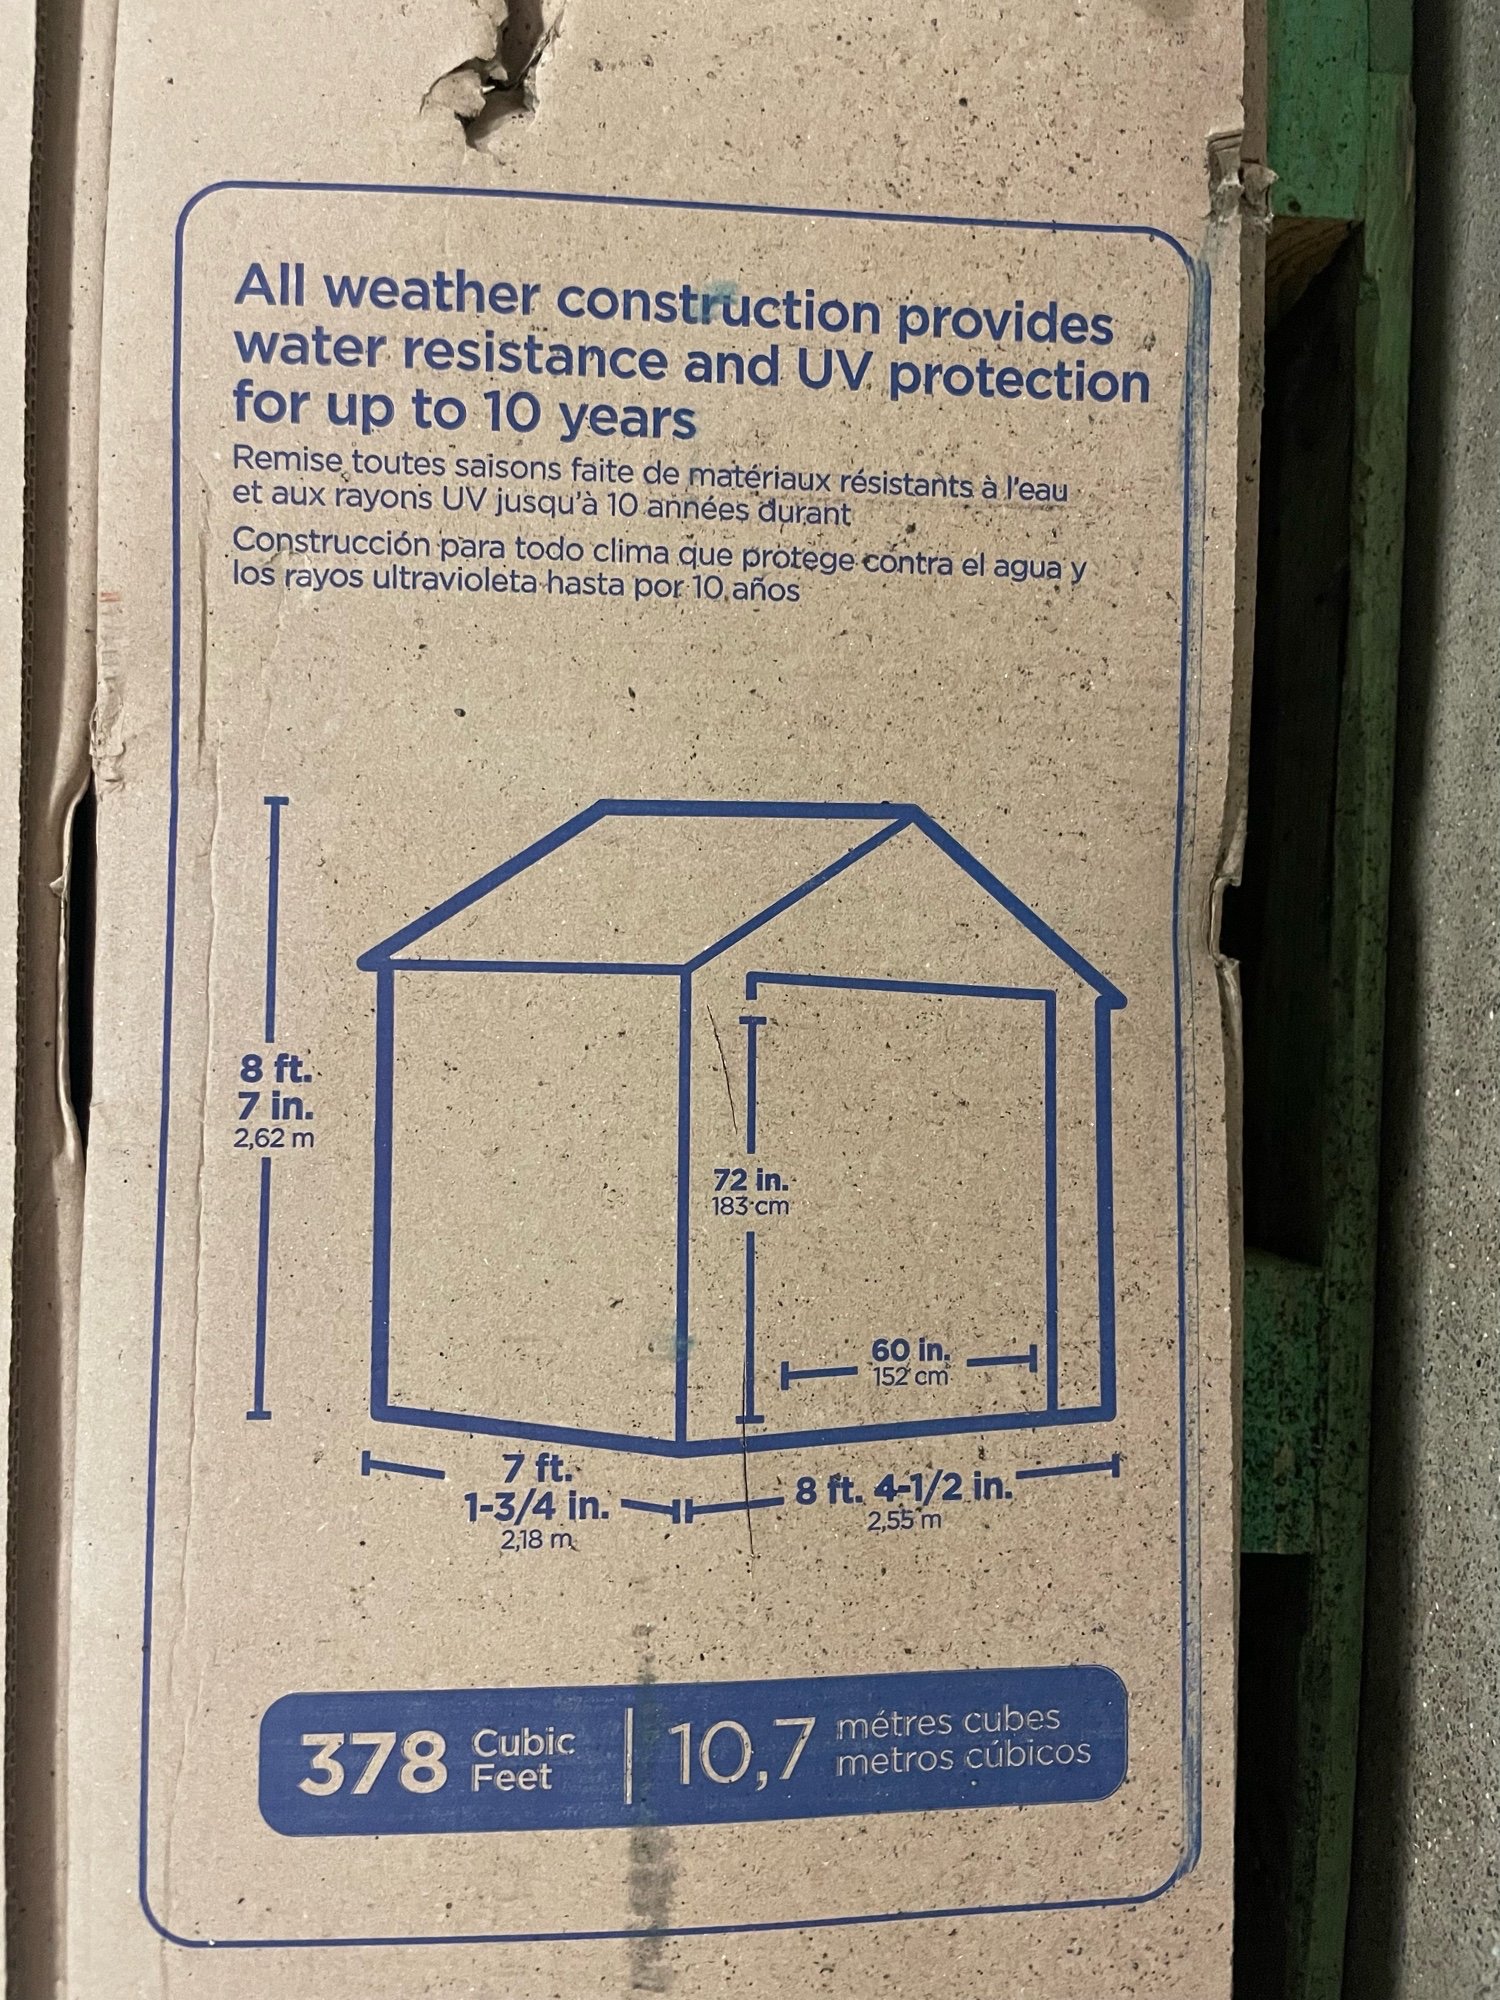 All weather construction provides
water resistance and UV protection
for up to 10 years
Remise toutes saisons faite de matériaux résistants à l'eau
et aux rayons UV jusqu'à 10 années durant
Construcción para todo clima que protege contra el agua y
los rayos ultravioleta hasta por 10 años
8 ft.
7 in.
2,62 m
72 in.
183 cm
60 in.
152 cm
7 ft.
1-3/4 in.
2,18 m
8 ft. 4-1/2 in.
2,55 m
378 Cubic
Feet
10,7 métres cubes
metros cúbicos